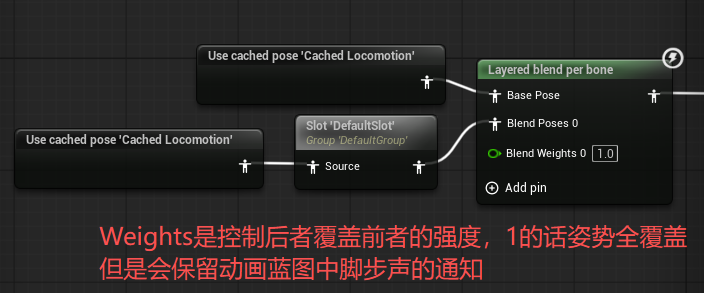 Use cached pose 'Cached Locomotion'
Layered blend per bone
Base Pose
Use cached pose 'Cached Locomotion'
Slot 'DefaultSlot'
Group 'DefaultGroup'
Source
Blend Poses 0
Blend Weights 0 1.0
Add pin
Weights是控制后者覆盖前者的强度，1的话姿势全覆盖
但是会保留动画蓝图中脚步声的通知